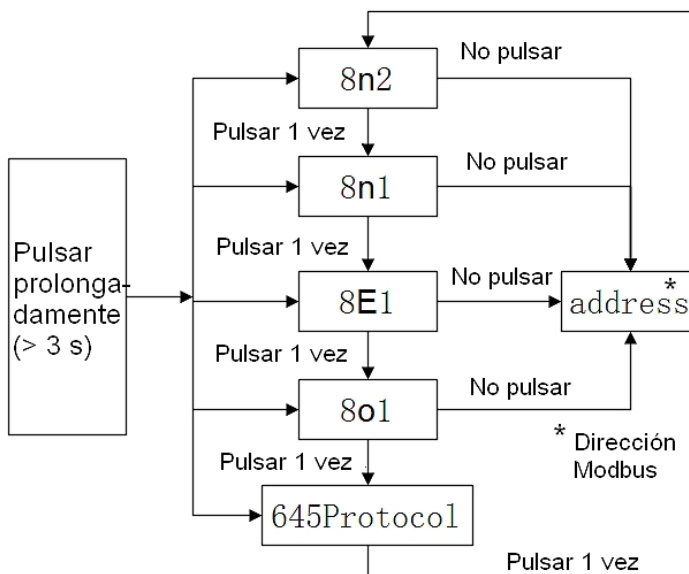 No pulsar
8n2
Pulsar 1 vez
No pulsar
8n1
Pulsar
prolonga-
damente
(> 3 s)
Pulsar 1 vez
No pulsar
8E1
address
*
Pulsar 1 vez
No pulsar
8o1
* Dirección
Modbus
Pulsar 1 vez
645Protocol
Pulsar 1 vez